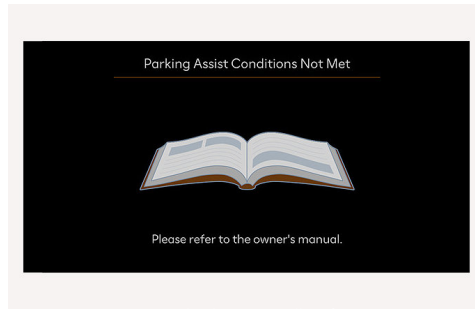 Parking Assist Conditions Not Met
Please refer to the owner's manual.